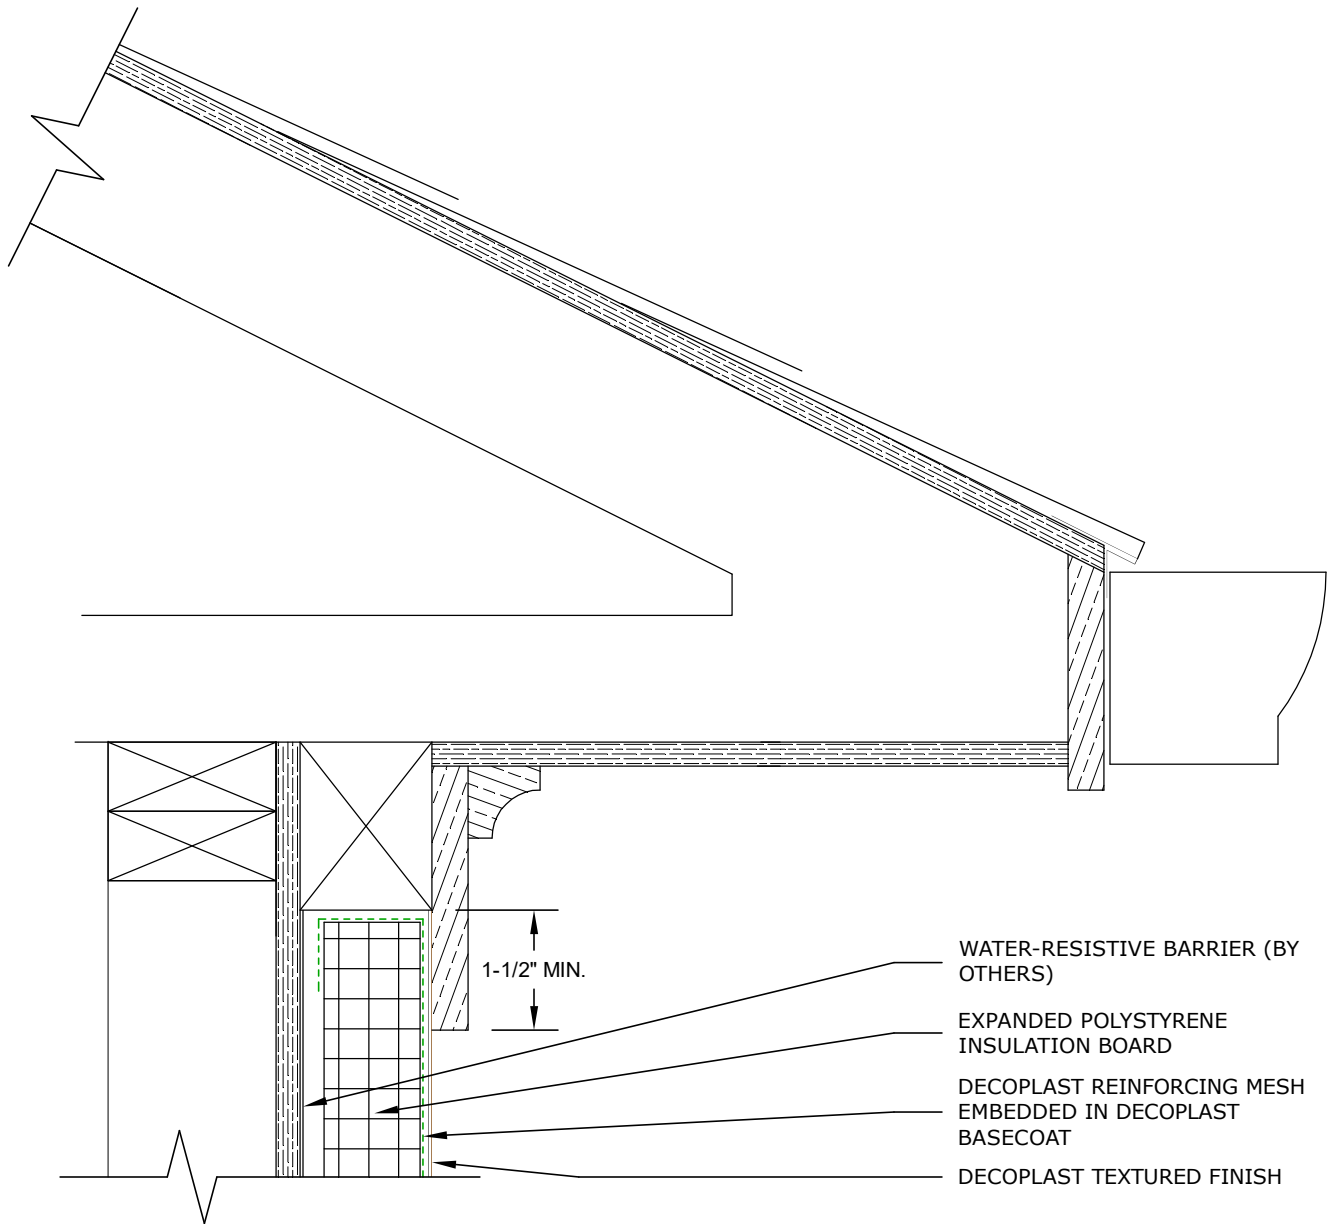 1-1/2" MIN.
WATER-RESISTIVE BARRIER (BY
OTHERS)
EXPANDED POLYSTYRENE
INSULATION BOARD
DECOPLAST REINFORCING MESH
EMBEDDED IN DECOPLAST
BASECOAT
DECOPLAST TEXTURED FINISH